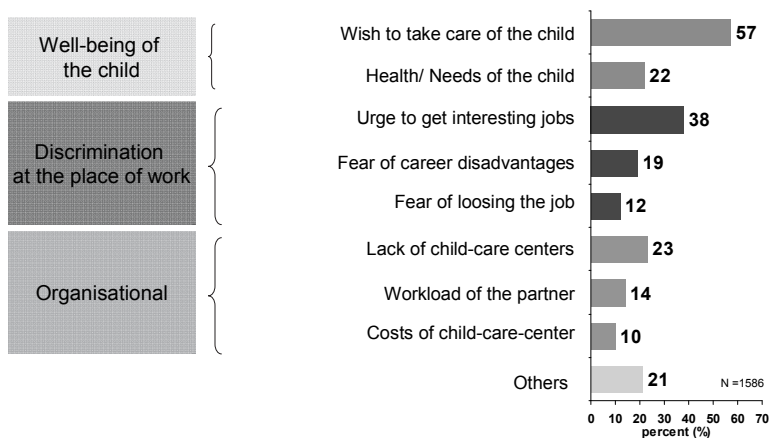 Well-being of
the child
Wish to take care of the child 57
Health/ Needs of the child 22
Discrimination
at the place of work
Urge to get interesting jobs 38
Fear of career disadvantages 19
Fear of loosing the job 12
Organisational
Lack of child-care centers 23
Workload of the partner 14
Costs of child-care-center 10
Others 21
N =1586
0 10 20 30 40 50 60 70
percent (%)